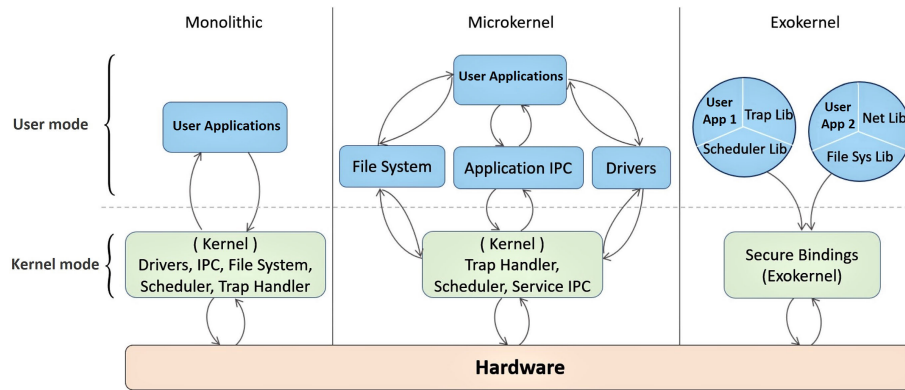 Monolithic
Microkernel
Exokernel
User mode
Kernel mode
User Applications
( Kernel )
Drivers, IPC, File System,
Scheduler, Trap Handler
User Applications
File System
Application IPC
Drivers
( Kernel )
Trap Handler,
Scheduler, Service IPC
User
App 1
Trap Lib
Scheduler Lib
User
App 2
Net Lib
File Sys Lib
Secure Bindings
(Exokernel)
Hardware